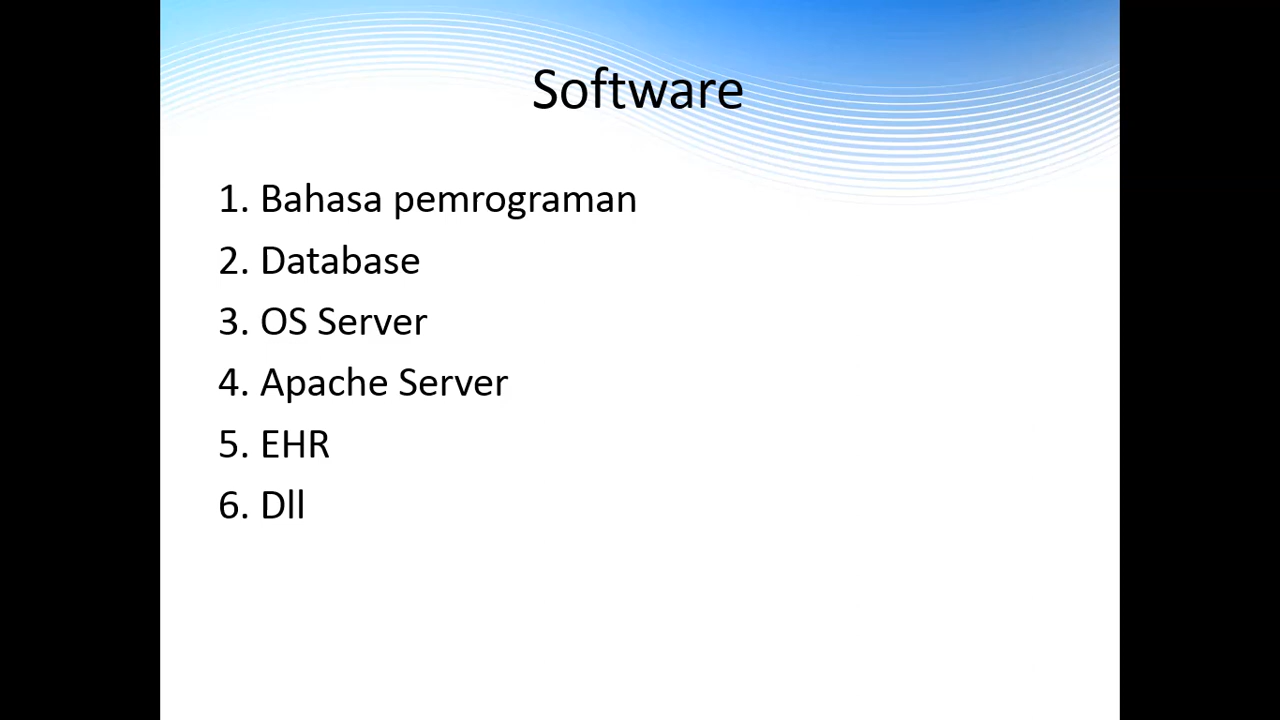 Software
1. Bahasa pemrograman
2. Database
3. OS Server
4. Apache Server
5. EHR
6. Dll